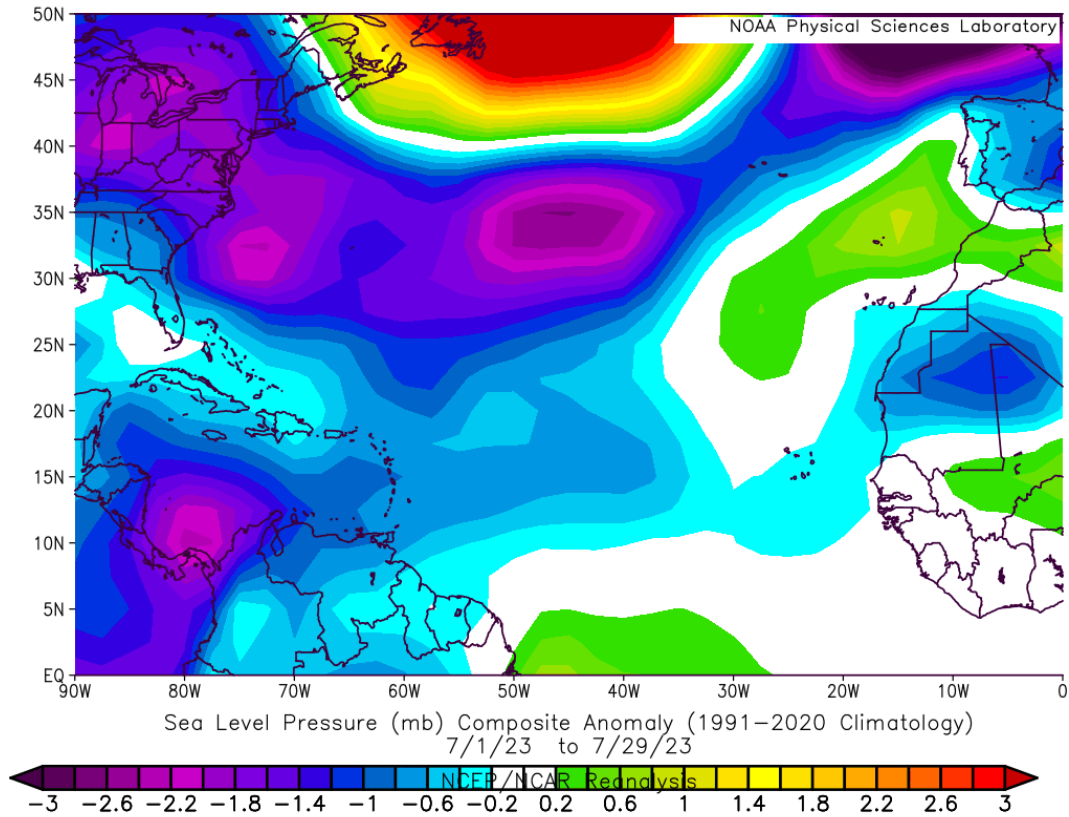 50N
NOAA Physical Sciences Laboratory
45N
40N
35N
30N
25N
20N
15N
10N
5N
EQ
90W 80W 70W 60W 50W 40W 30W 20W 10W 0
Sea Level Pressure (mb) Composite Anomaly (1991-2020 Climatology)
7/1/23 to 7/29/23
NCEP/NCAR Reanalysis
-3 -2.6 -2.2 -1.8 -1.4 -1 -0.6 -0.2 0.2 0.6 1 1.4 1.8 2.2 2.6 3